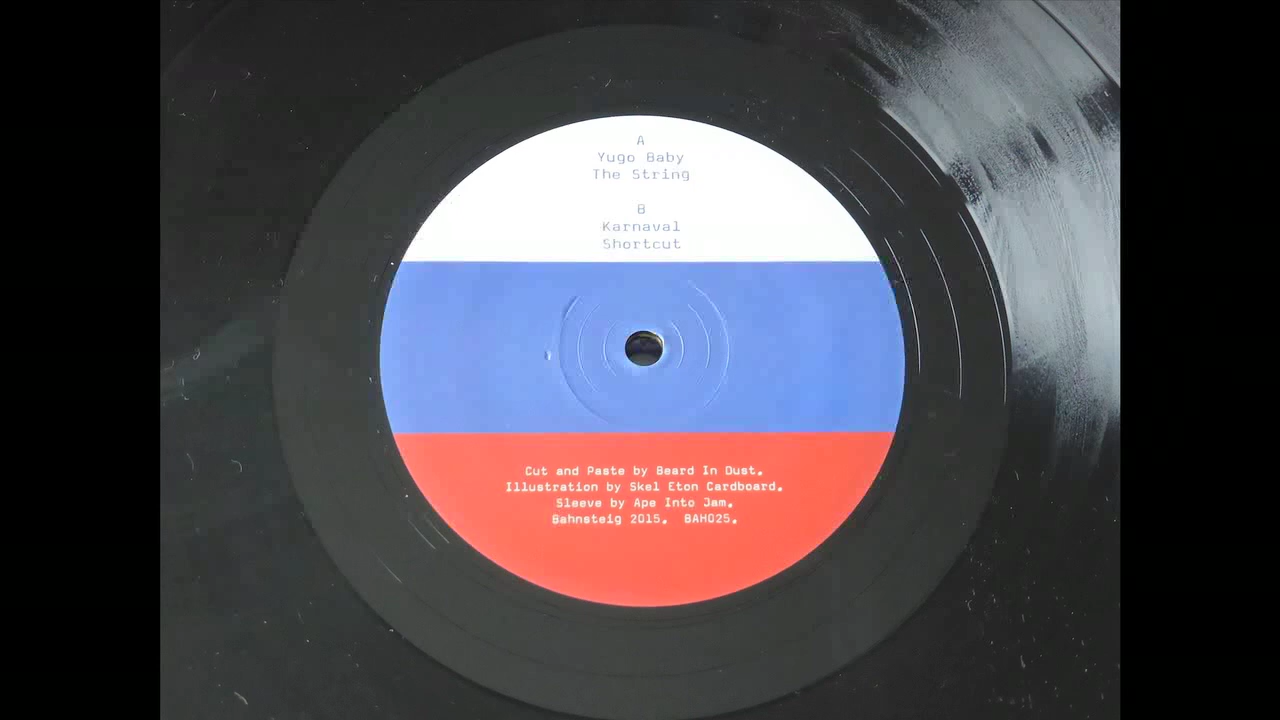 A
Yugo Baby
The String
B
Karnaval
Shortcut
Cut and Paste by Beard In Dust.
Illustration by Skel Eton Cardboard.
Sleeve by Ape Into Jam.
Bahnsteig 2015. BAH025.